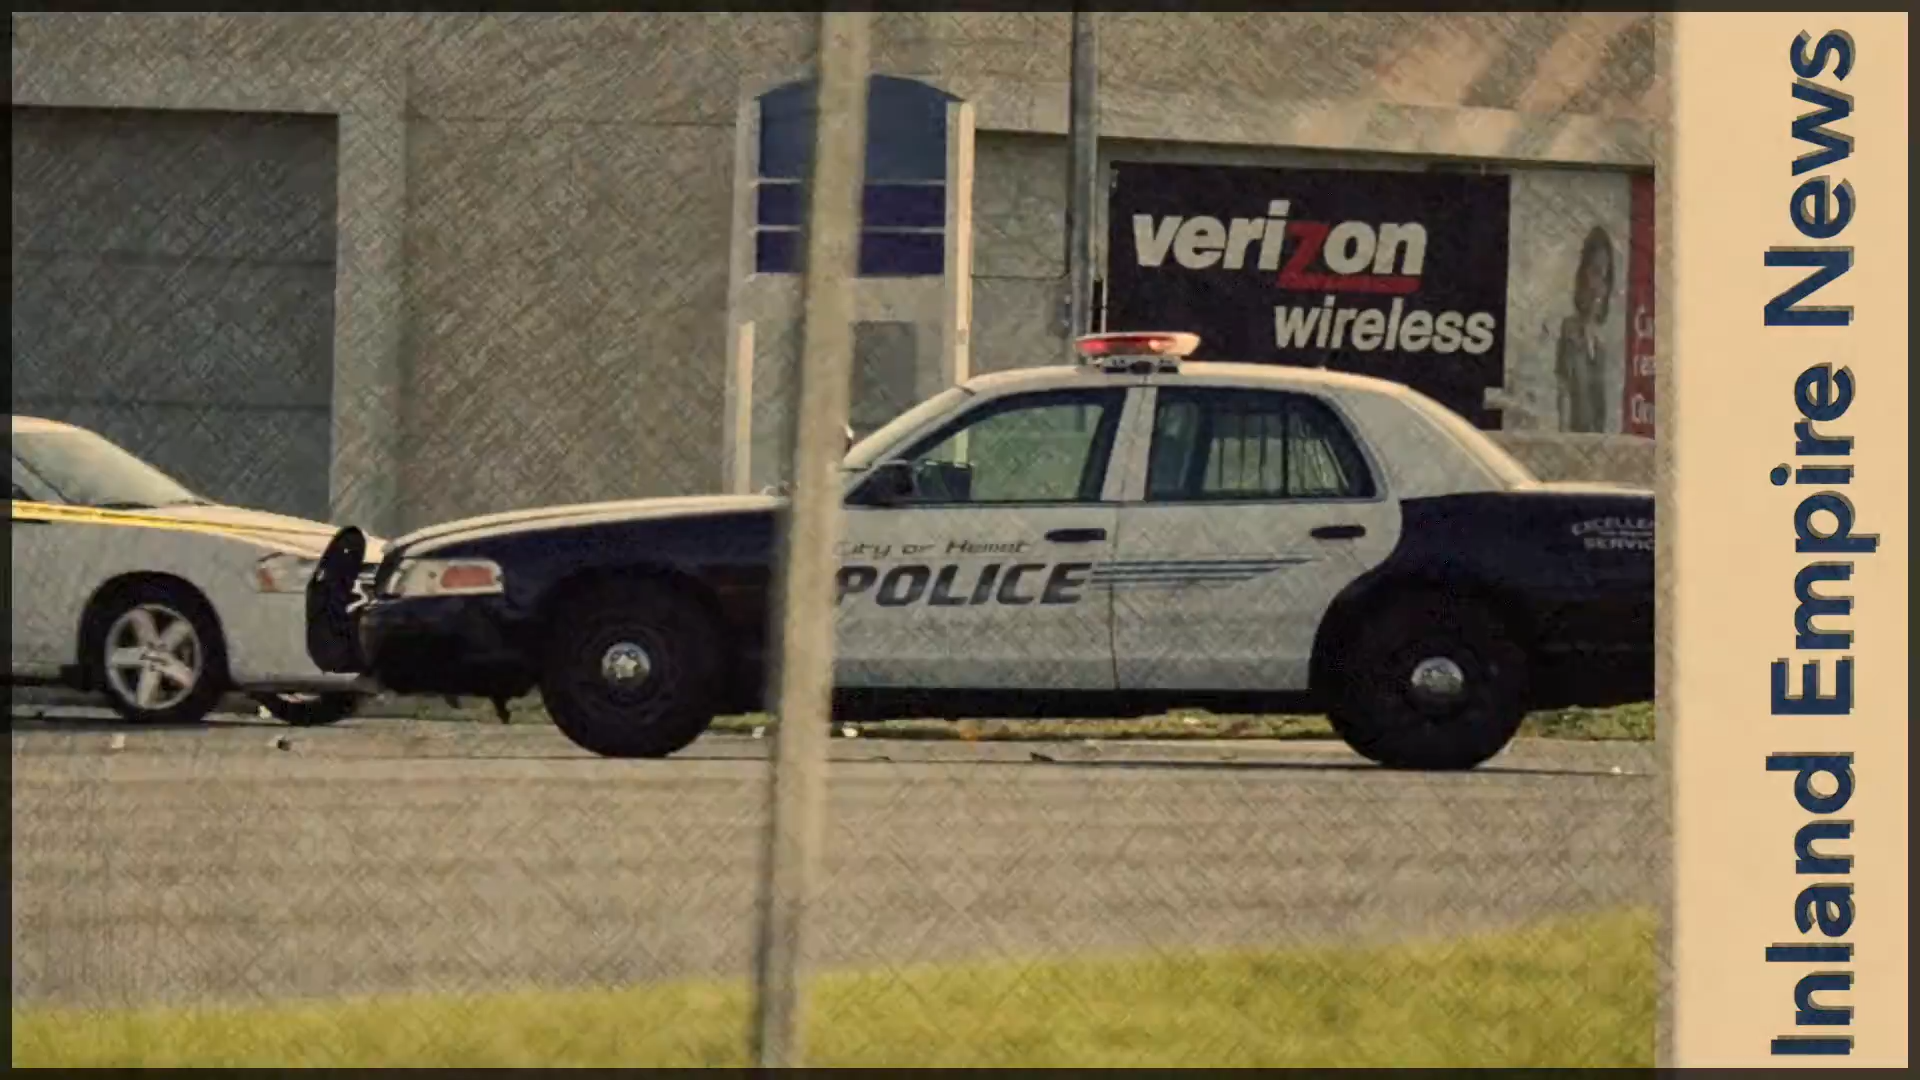 verizon
wireless
City of Hemet
POLICE
Inland Empire News